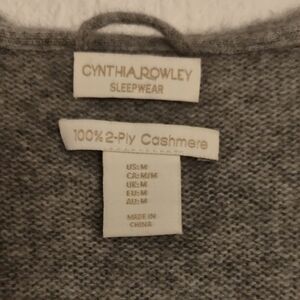 CYNTHIA ROWLEY
SLEEPWEAR
100% 2-Ply Cashmere
US: M
CA: M/M
UK: M
EU: M
AU: M
MADE IN
CHINA